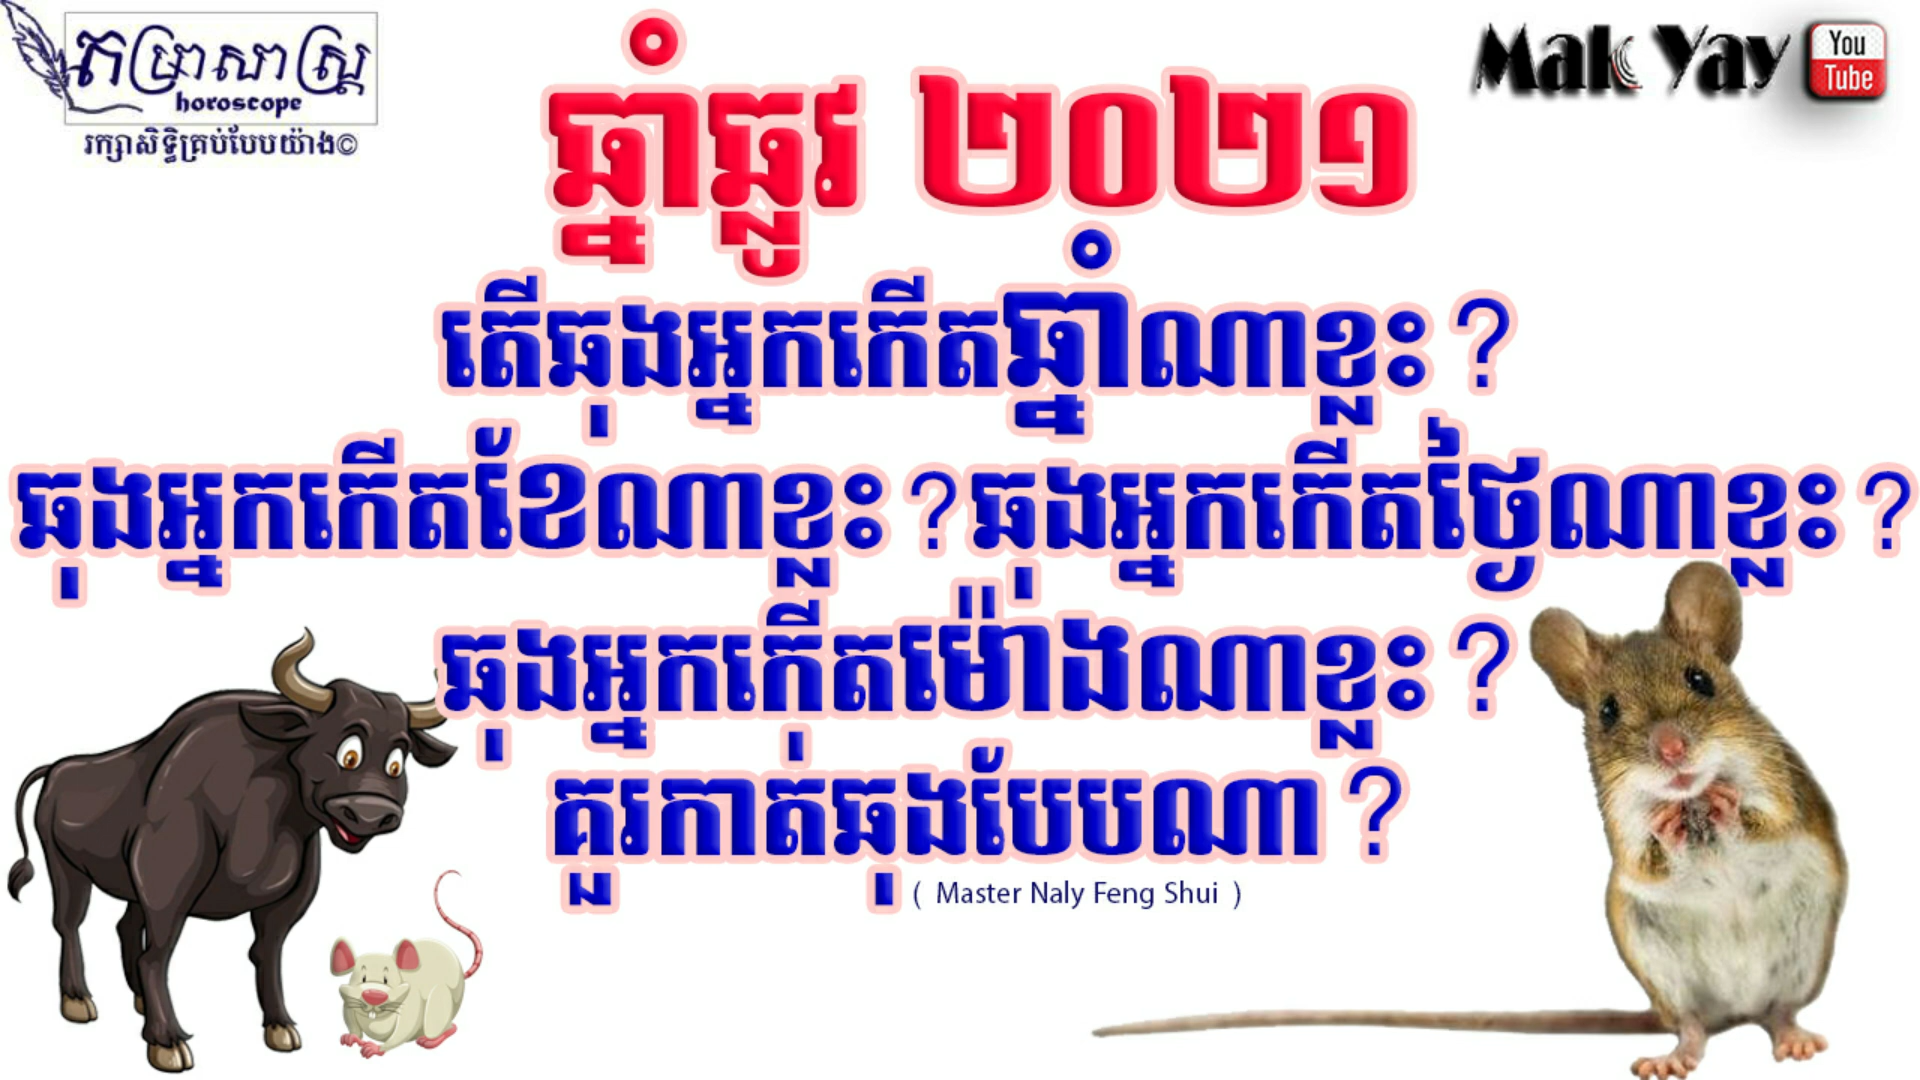 តម្រាសាស្ត្រ
horoscope
រក្សាសិទ្ធិគ្រប់បែបយ៉ាង©
Mak Yay You Tube
ឆ្នាំឆ្លូវ ២០២១
តើឆុងអ្នកកើតឆ្នាំណាខ្លះ ?
ឆុងអ្នកកើតខែណាខ្លះ ? ឆុងអ្នកកើតថ្ងៃណាខ្លះ ?
ឆុងអ្នកកើតម៉ោងណាខ្លះ ?
គួរកាត់ឆុងបែបណា ?
( Master Naly Feng Shui )